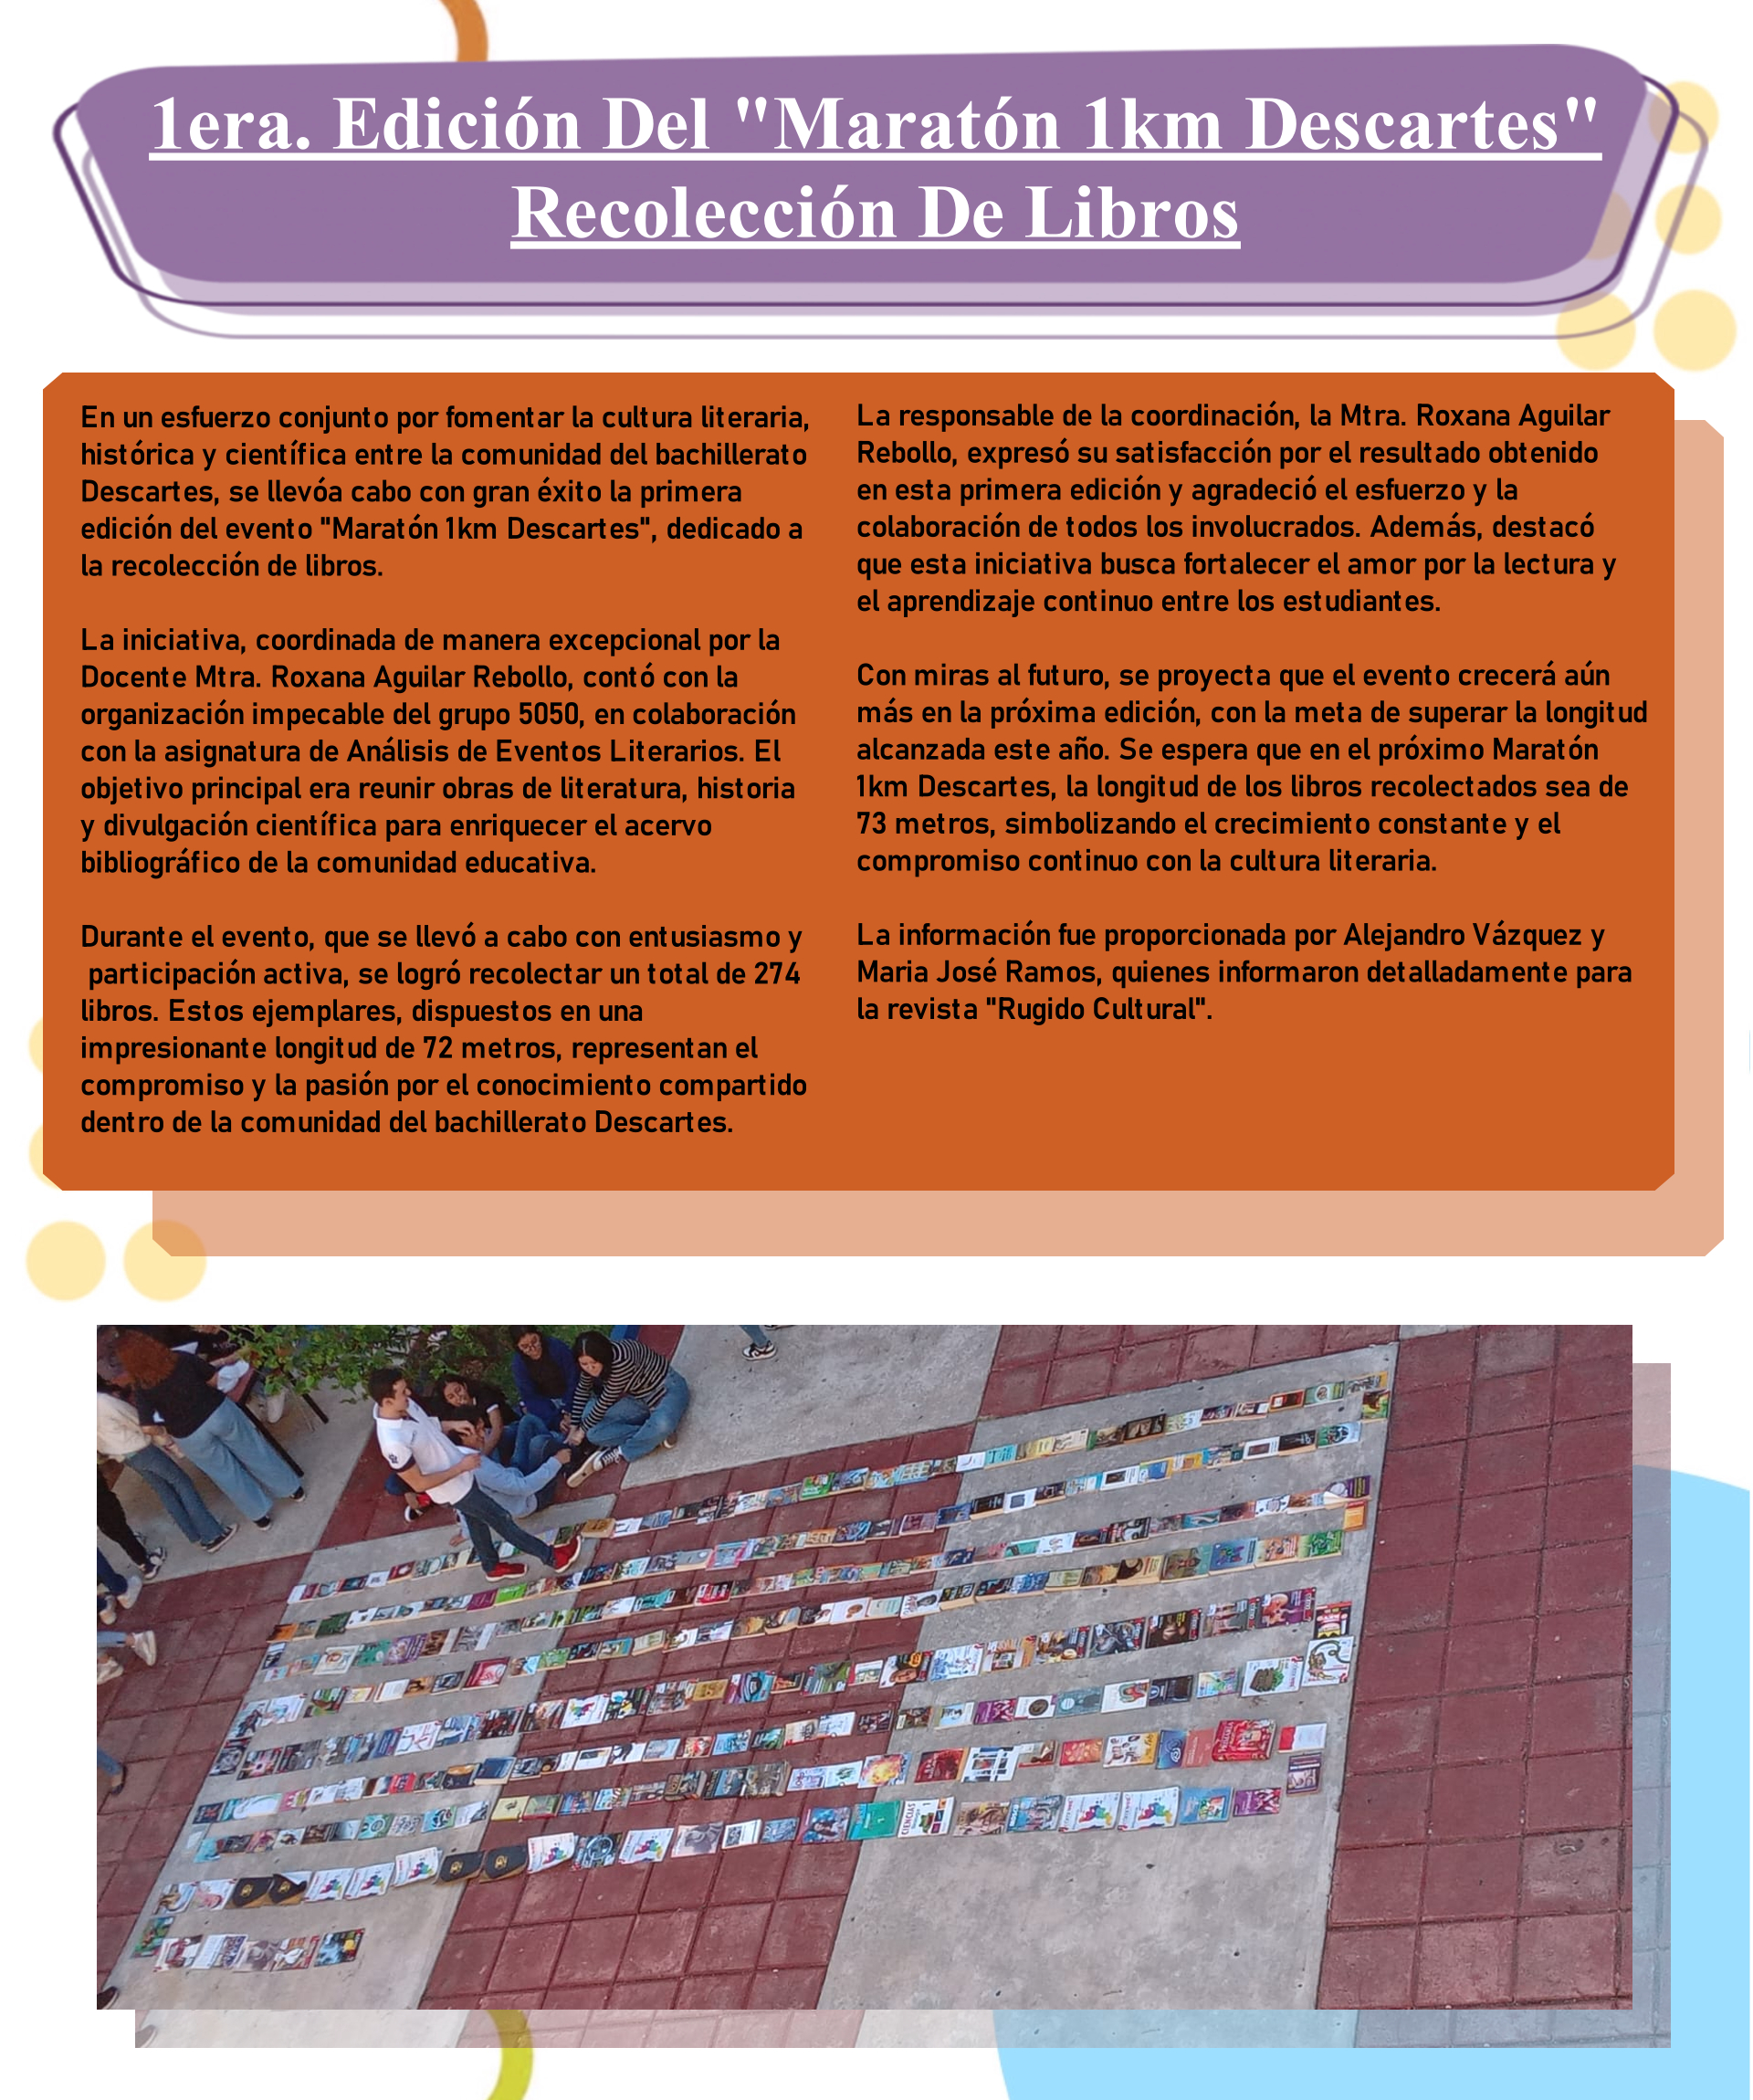 1era. Edición Del "Maratón 1km Descartes"
Recolección De Libros
En un esfuerzo conjunto por fomentar la cultura literaria,
histórica y científica entre la comunidad del bachillerato
Descartes, se llevóa cabo con gran éxito la primera
edición del evento "Maratón 1km Descartes", dedicado a
la recolección de libros.
La iniciativa, coordinada de manera excepcional por la
Docente Mtra. Roxana Aguilar Rebollo, contó con la
organización impecable del grupo 5050, en colaboración
con la asignatura de Análisis de Eventos Literarios. El
objetivo principal era reunir obras de literatura, historia
y divulgación científica para enriquecer el acervo
bibliográfico de la comunidad educativa.
Durante el evento, que se llevó a cabo con entusiasmo y
participación activa, se logró recolectar un total de 274
libros. Estos ejemplares, dispuestos en una
impresionante longitud de 72 metros, representan el
compromiso y la pasión por el conocimiento compartido
dentro de la comunidad del bachillerato Descartes.
La responsable de la coordinación, la Mtra. Roxana Aguilar
Rebollo, expresó su satisfacción por el resultado obtenido
en esta primera edición y agradeció el esfuerzo y la
colaboración de todos los involucrados. Además, destacó
que esta iniciativa busca fortalecer el amor por la lectura y
el aprendizaje continuo entre los estudiantes.
Con miras al futuro, se proyecta que el evento crecerá aún
más en la próxima edición, con la meta de superar la longitud
alcanzada este año. Se espera que en el próximo Maratón
1km Descartes, la longitud de los libros recolectados sea de
73 metros, simbolizando el crecimiento constante y el
compromiso continuo con la cultura literaria.
La información fue proporcionada por Alejandro Vázquez y
Maria José Ramos, quienes informaron detalladamente para
la revista "Rugido Cultural".
CIENCIAS